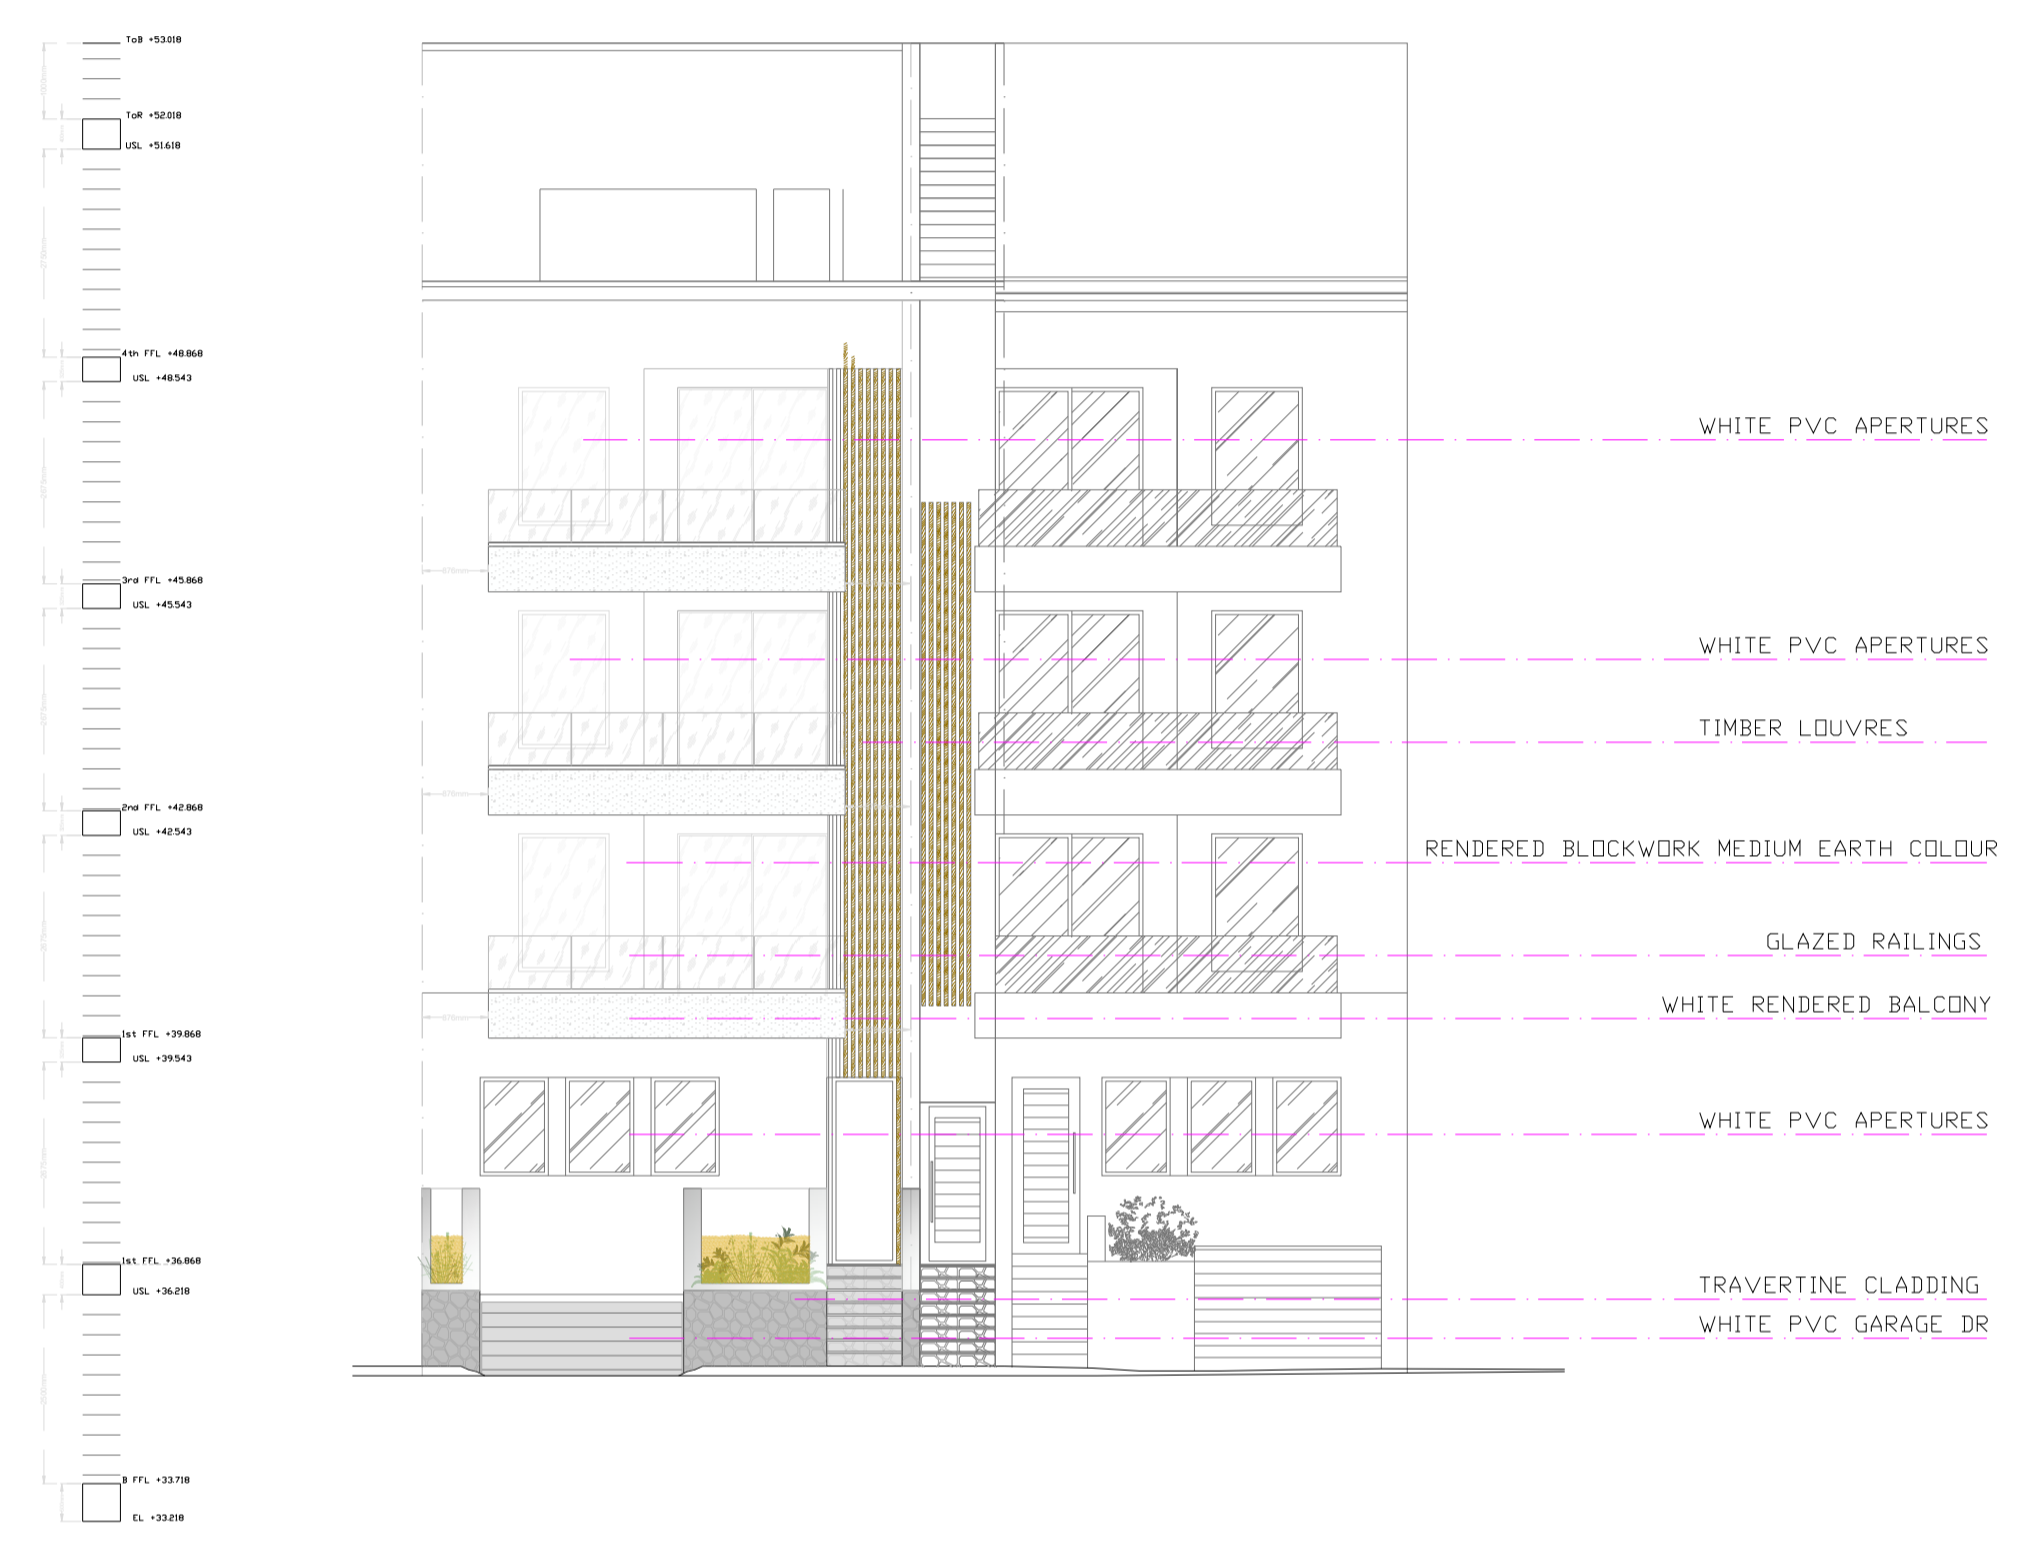 ToB +53.018
ToR +52.018
USL +51.618
4th FFL +48.868
USL +48.543
WHITE PVC APERTURES
3rd FFL +45.868
USL +45.543
WHITE PVC APERTURES
TIMBER LOUVRES
2nd FFL +42.868
USL +42.543
RENDERED BLOCKWORK MEDIUM EARTH COLOUR
GLAZED RAILINGS
WHITE RENDERED BALCONY
1st FFL +39.868
USL +39.543
WHITE PVC APERTURES
1st FFL +36.868
USL +36.218
TRAVERTINE CLADDING
WHITE PVC GARAGE DR
B FFL +33.718
EL +33.218